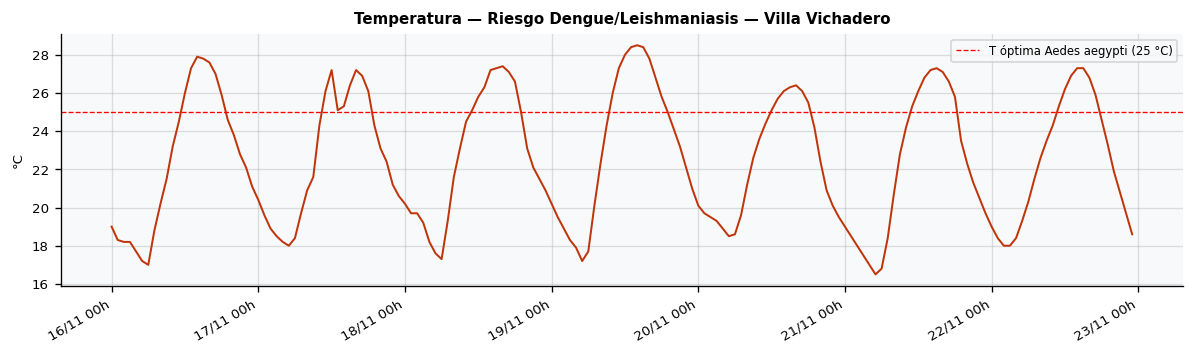 Temperatura — Riesgo Dengue/Leishmaniasis — Villa Vichadero
T óptima Aedes aegypti (25 °C)
°C
28
26
24
22
20
18
16
16/11 00h
17/11 00h
18/11 00h
19/11 00h
20/11 00h
21/11 00h
22/11 00h
23/11 00h